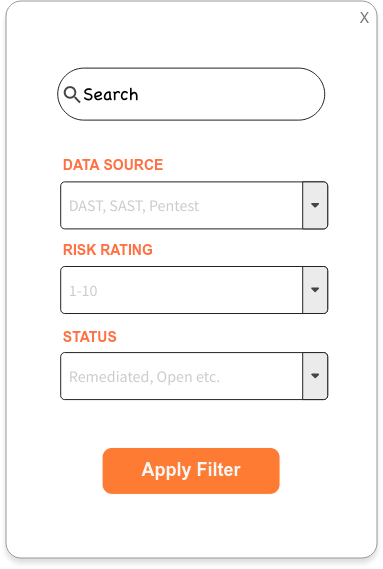 X
Search
DATA SOURCE
DAST, SAST, Pentest
RISK RATING
1-10
STATUS
Remediated, Open etc.
Apply Filter